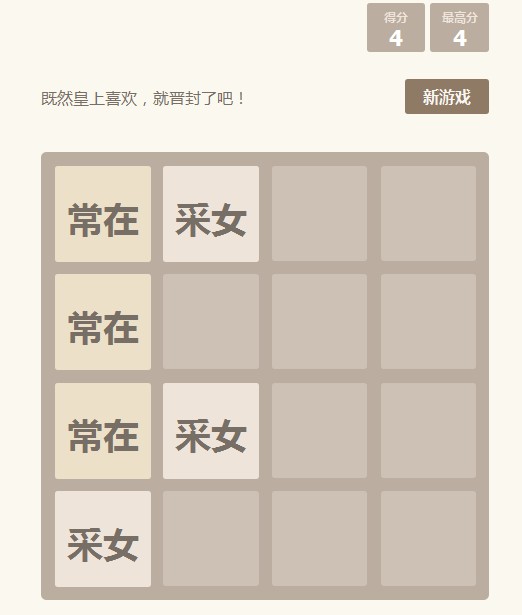 得分 最高分
4 4
既然皇上喜欢，就晋封了吧！ 新游戏
常在 采女
常在
常在 采女
采女